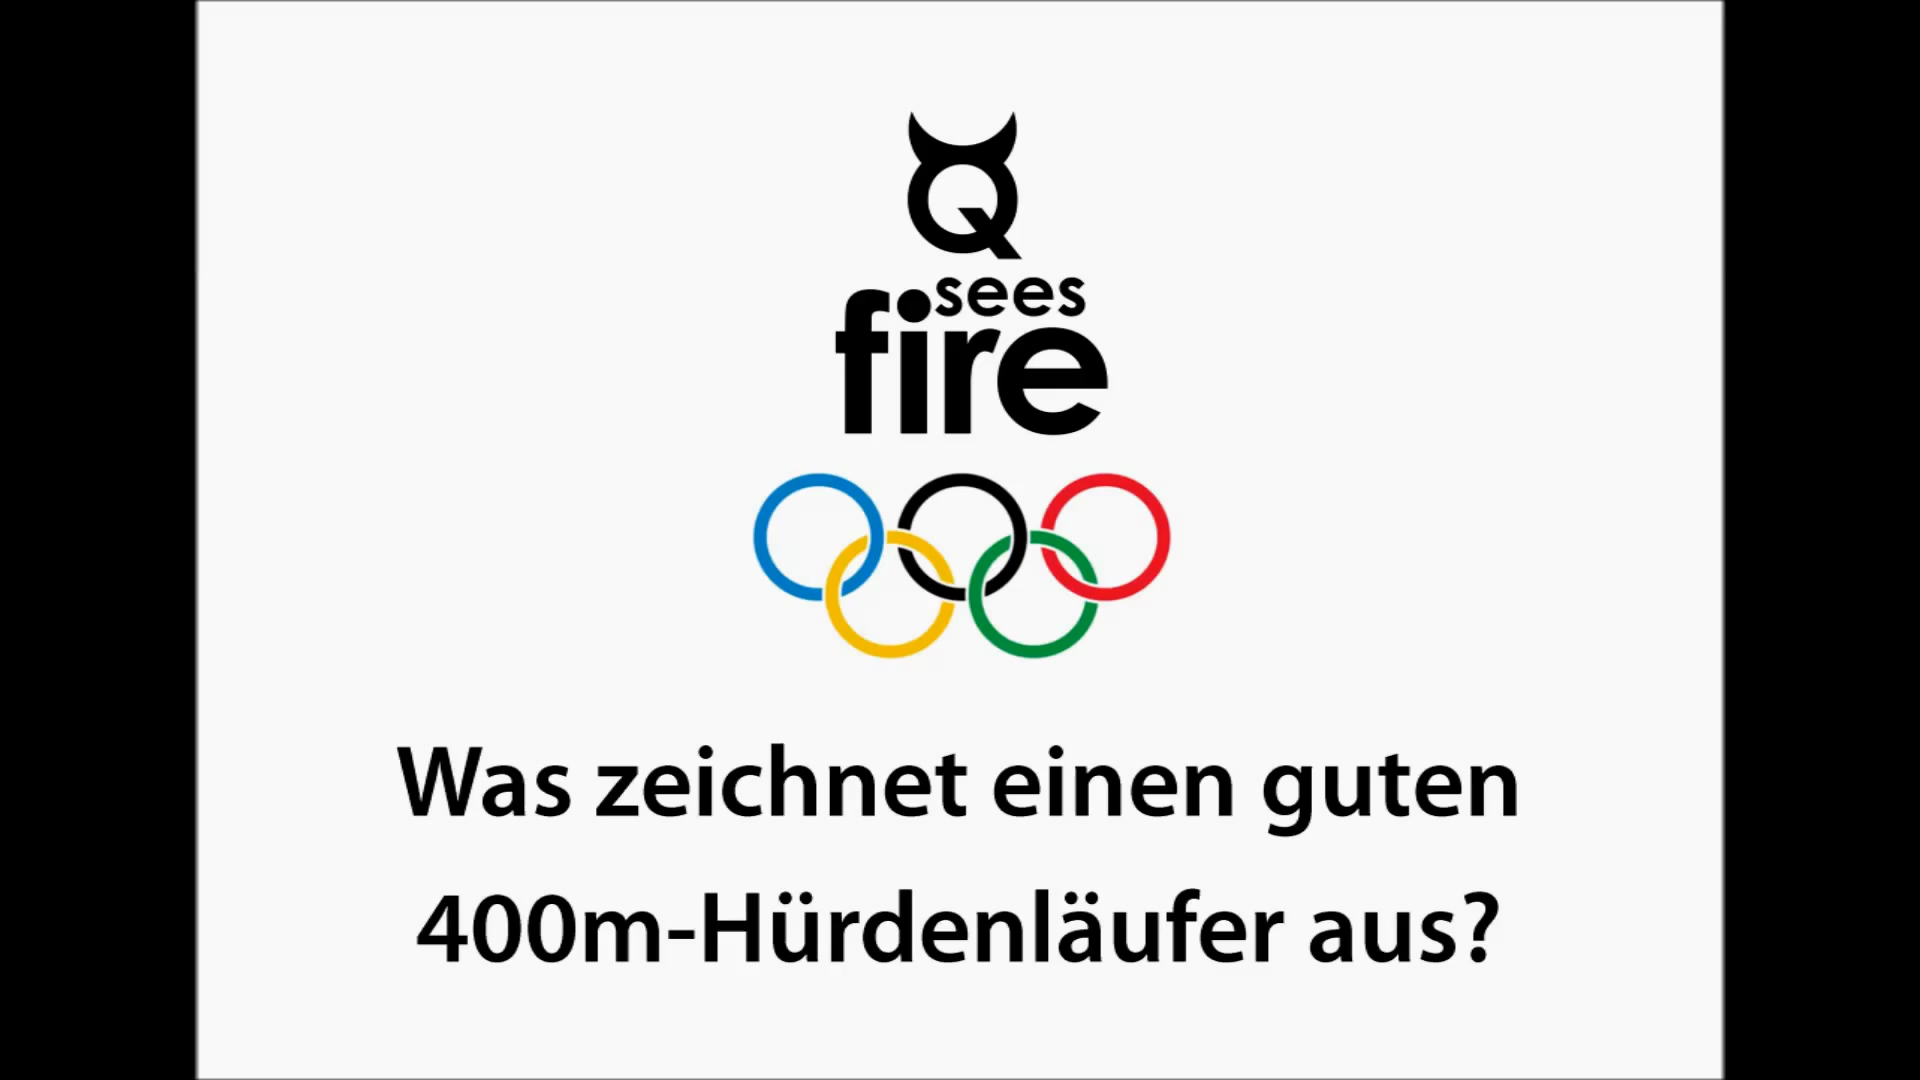 Q
sees
fire
Was zeichnet einen guten
400m-Hürdenläufer aus?